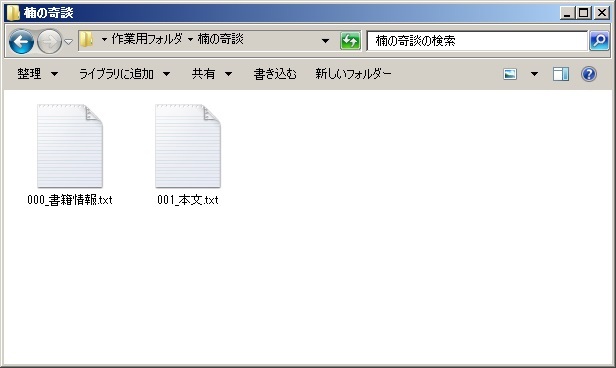 楠の奇談
作業用フォルダ 楠の奇談
楠の奇談の検索
整理 ライブラリに追加 共有 書き込む 新しいフォルダー
000_書籍情報.txt 001_本文.txt